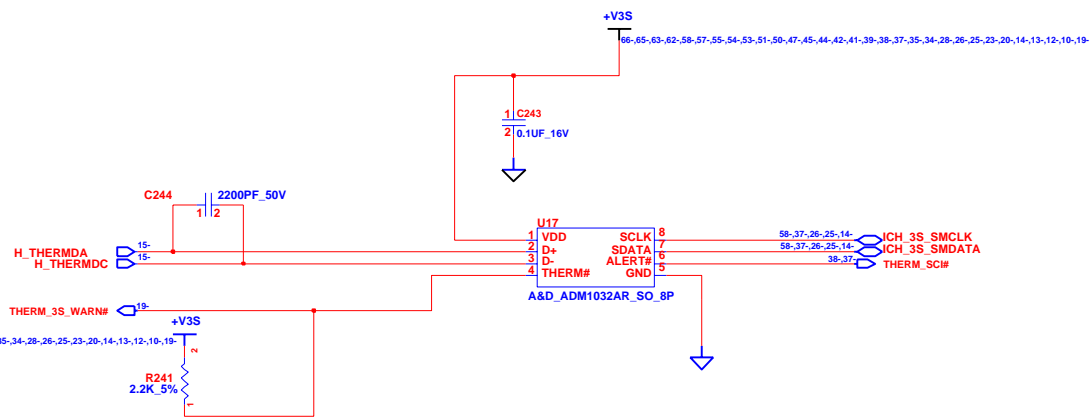 +V3S
66-,65-,63-,62-,58-,57-,55-,54-,53-,51-,50-,47-,45-,44-,42-,41-,39-,38-,37-,35-,34-,28-,26-,25-,23-,20-,14-,13-,12-,10-,19-
1 C243
2 0.1UF_16V
C244 2200PF_50V
1 2
U17
H_THERMDA 15-
H_THERMDC 15-
1 VDD SCLK 8 58-,37-,26-,25-,14- ICH_3S_SMCLK
2 D+ SDATA 7 58-,37-,26-,25-,14- ICH_3S_SMDATA
3 D- ALERT# 6 38-,37- THERM_SCI#
4 THERM# GND 5
A&D_ADM1032AR_SO_8P
THERM_3S_WARN# 19-
+V3S
35-,34-,28-,26-,25-,23-,20-,14-,13-,12-,10-,19-
2
R241
2.2K_5%
1